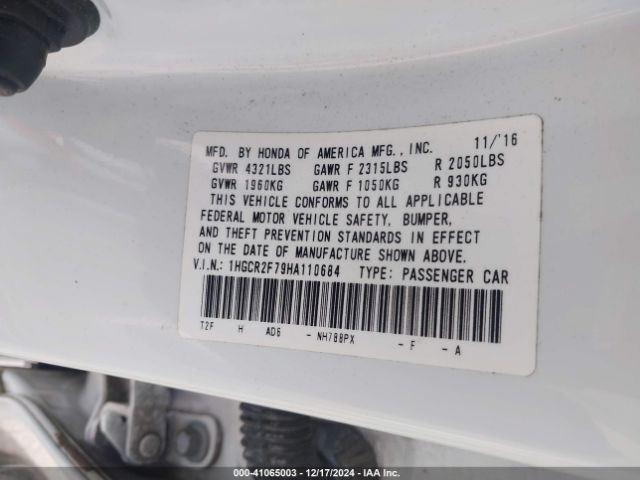 MFD. BY HONDA OF AMERICA MFG., INC. 11/'16
GVWR 4321LBS GAWR F 2315LBS R 2050LBS
GVWR 1960KG GAWR F 1050KG R 930KG
THIS VEHICLE CONFORMS TO ALL APPLICABLE
FEDERAL MOTOR VEHICLE SAFETY, BUMPER,
AND THEFT PREVENTION STANDARDS IN EFFECT
ON THE DATE OF MANUFACTURE SHOWN ABOVE.
V.I.N.: 1HGCR2F79HA110684 TYPE: PASSENGER CAR
T2F H AD6 - NH788PX - F - A
000-41065003 | 12/17/2024 | IAA Inc.